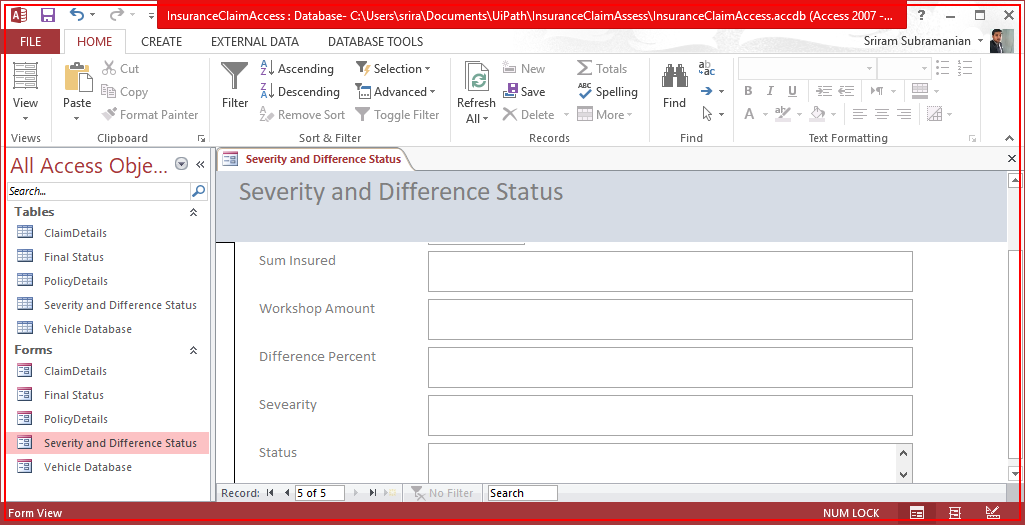 InsuranceClaimAccess : Database- C:\Users\srira\Documents\UiPath\InsuranceClaimAssess\InsuranceClaimAccess.accdb (Access 2007 -...
FILE HOME CREATE EXTERNAL DATA DATABASE TOOLS Sriram Subramanian
View
Views
Paste
Cut
Copy
Format Painter
Clipboard
Filter
Ascending
Descending
Remove Sort
Selection
Advanced
Toggle Filter
Sort & Filter
Refresh
All
New
Save
Delete
Totals
Spelling
More
Records
Find
Find
Text Formatting
All Access Obje...
Search...
Tables
ClaimDetails
Final Status
PolicyDetails
Severity and Difference Status
Vehicle Database
Forms
ClaimDetails
Final Status
PolicyDetails
Severity and Difference Status
Vehicle Database
Severity and Difference Status
Severity and Difference Status
Sum Insured
Workshop Amount
Difference Percent
Sevearity
Status
Record: 5 of 5 No Filter Search
Form View NUM LOCK